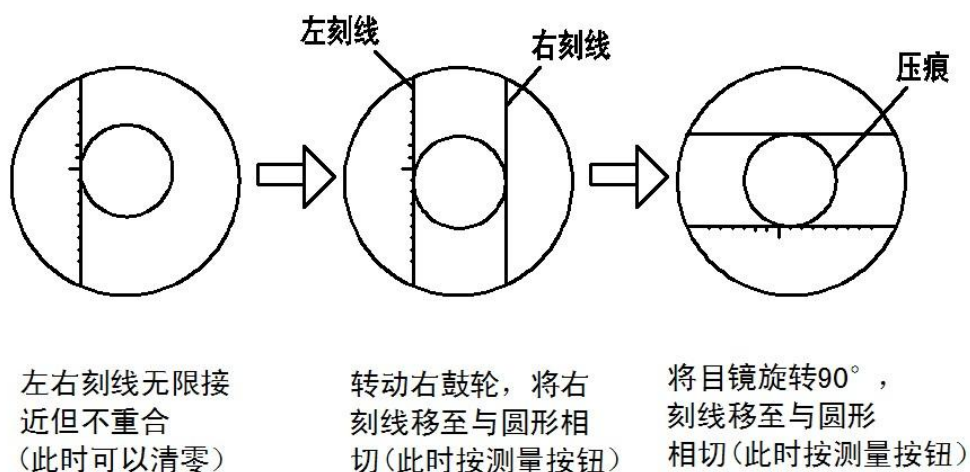 左刻线
右刻线
压痕
左右刻线无限接
近但不重合
(此时可以清零)
转动右鼓轮，将右
刻线移至与圆形相
切(此时按测量按钮)
将目镜旋转90°，
刻线移至与圆形
相切(此时按测量按钮)